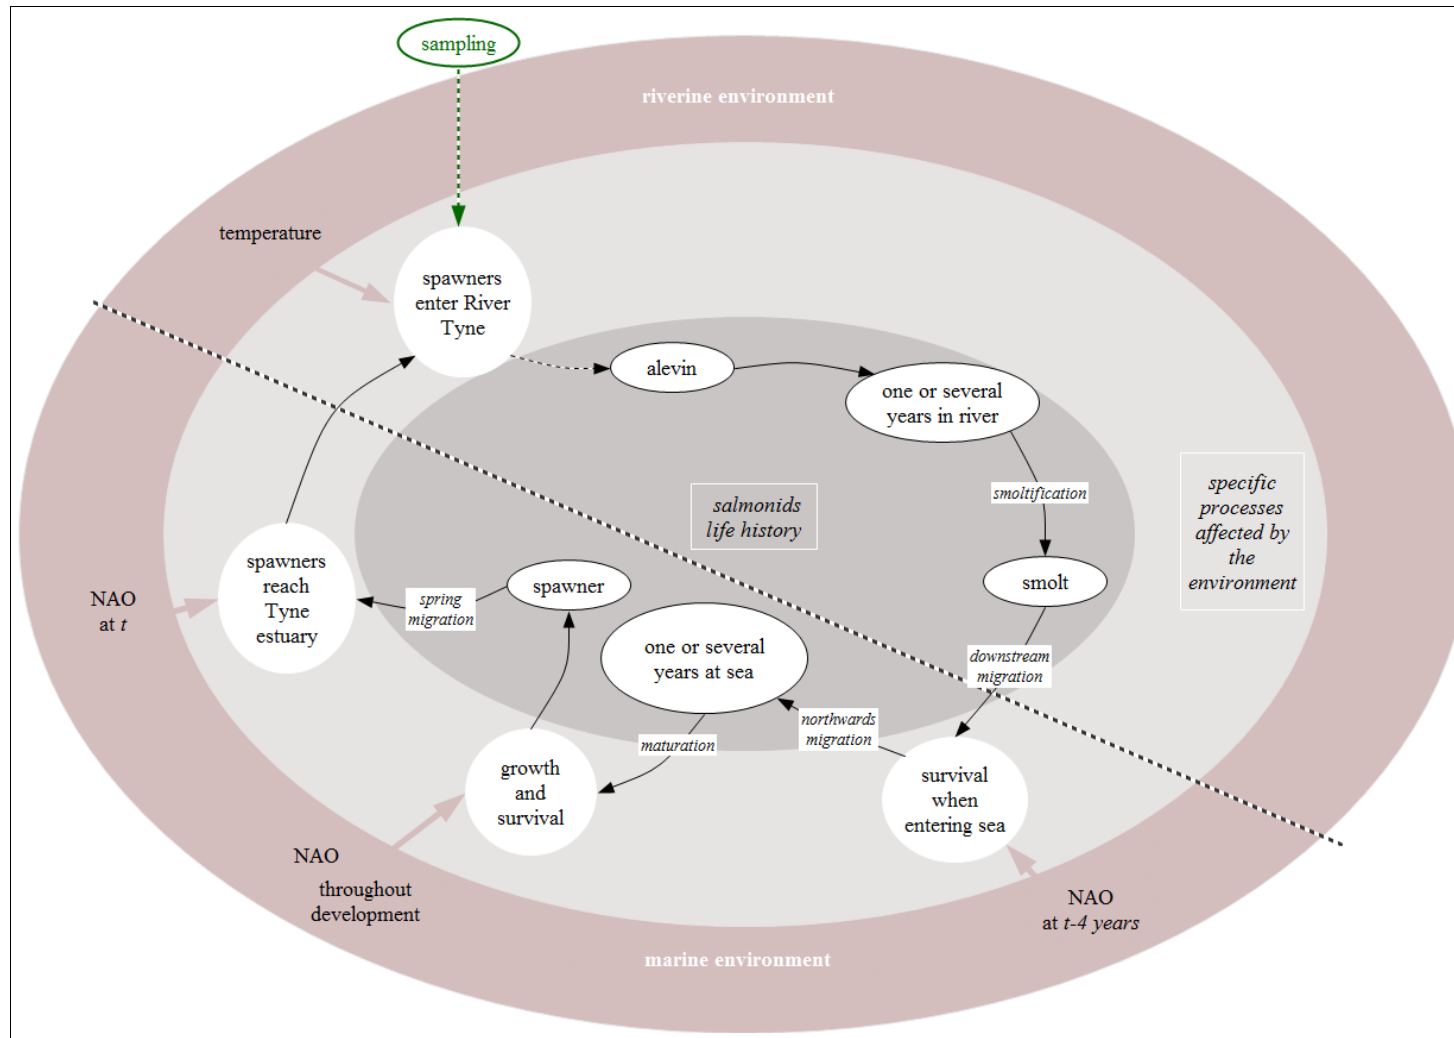 sampling
riverine environment
temperature
spawners
enter River
Tyne
alevin
one or several
years in river
smoltification
specific
processes
affected by
the
environment
salmonids
life history
spawners
reach
Tyne
estuary
spring
migration
spawner
smolt
NAO
at t
one or several
years at sea
downstream
migration
northwards
migration
maturation
growth
and
survival
survival
when
entering sea
NAO
throughout
development
NAO
at t-4 years
marine environment